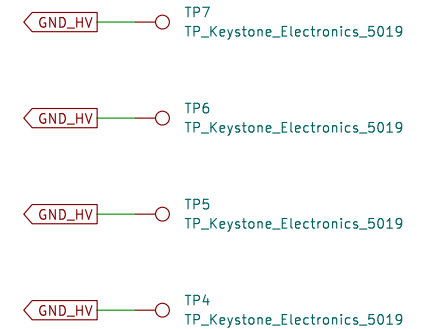 TP7
GND_HV
TP_Keystone_Electronics_5019
TP6
GND_HV
TP_Keystone_Electronics_5019
TP5
GND_HV
TP_Keystone_Electronics_5019
TP4
GND_HV
TP_Keystone_Electronics_5019